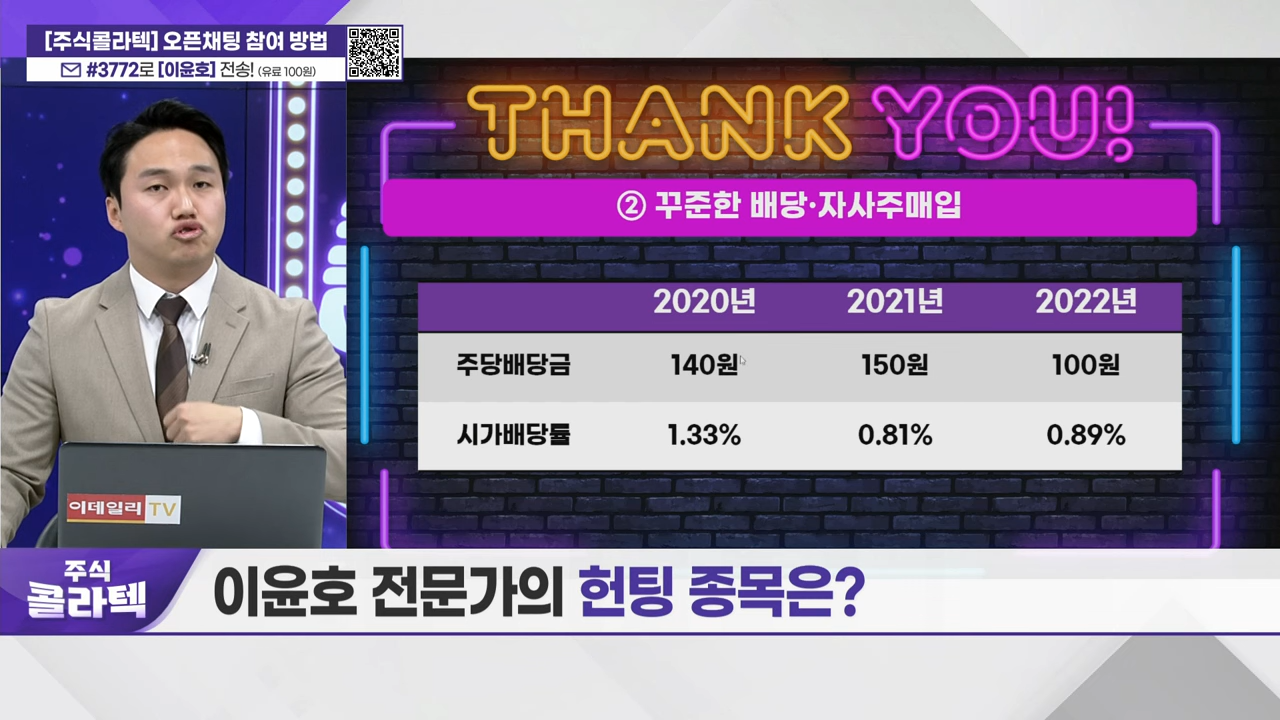 [주식콜라텍] 오픈채팅 참여 방법
#3772로 [이윤호] 전송! (유료 100원)
THANK YOU!
② 꾸준한 배당·자사주매입
2020년 2021년 2022년
주당배당금 140원 150원 100원
시가배당률 1.33% 0.81% 0.89%
이데일리 TV
주식
콜라텍
이윤호 전문가의 헌팅 종목은?